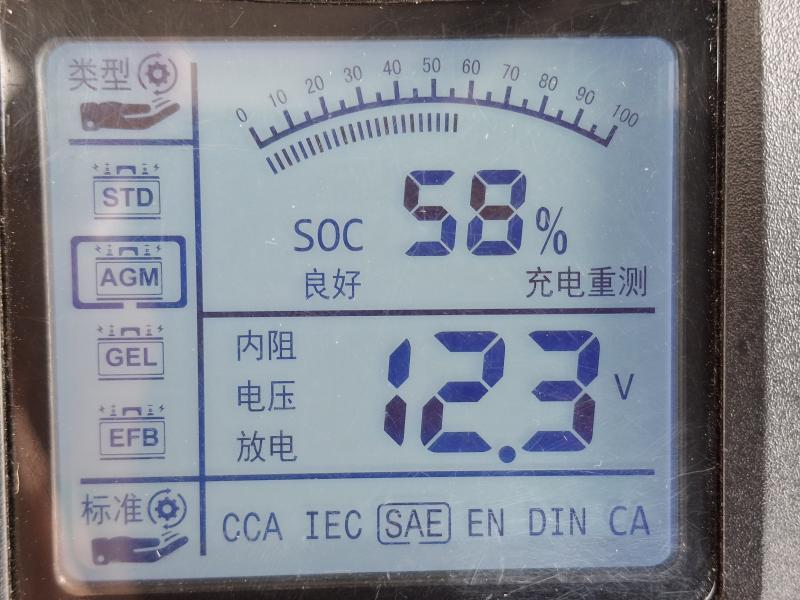 类型
0 10 20 30 40 50 60 70 80 90 100
STD
SOC 58%
AGM
良好 充电重测
GEL
内阻
电压
放电
12.3 V
EFB
标准
CCA IEC SAE EN DIN CA